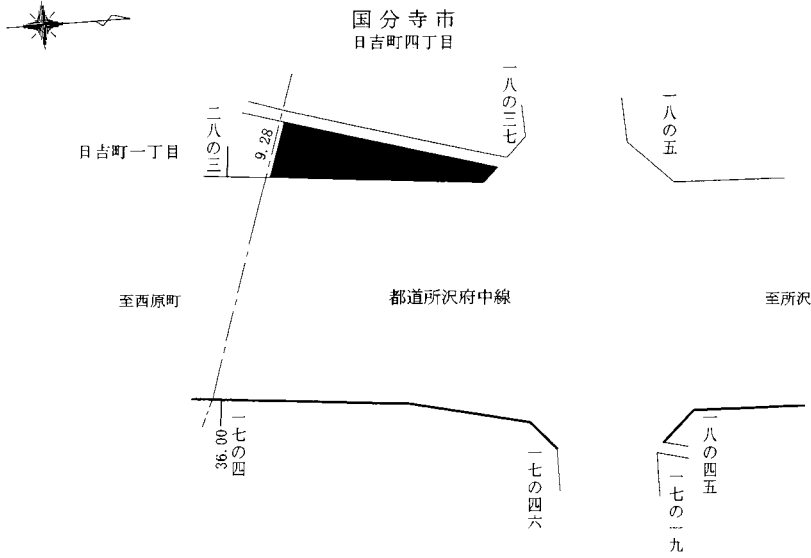 国分寺市
日吉町四丁目
一八の三七
一八の五
二八の三
9.28
日吉町一丁目
至西原町
都道所沢府中線
至所沢
一七の四
36.00
一七の四六
一八の四五
一七の一九